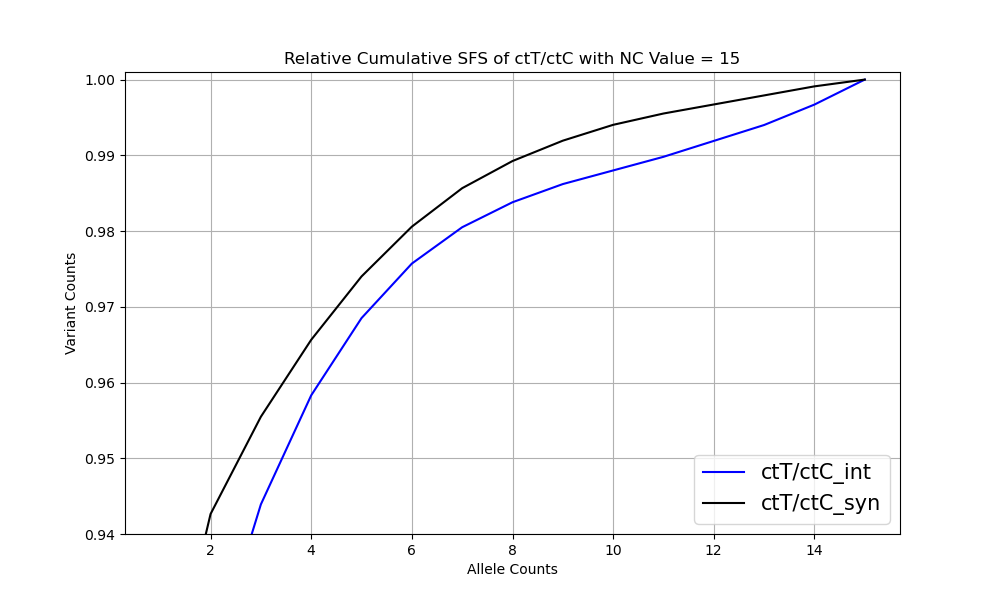 Relative Cumulative SFS of ctT/ctC with NC Value = 15
Variant Counts
1.00
0.99
0.98
0.97
0.96
0.95
0.94
2 4 6 8 10 12 14
Allele Counts
ctT/ctC_int
ctT/ctC_syn